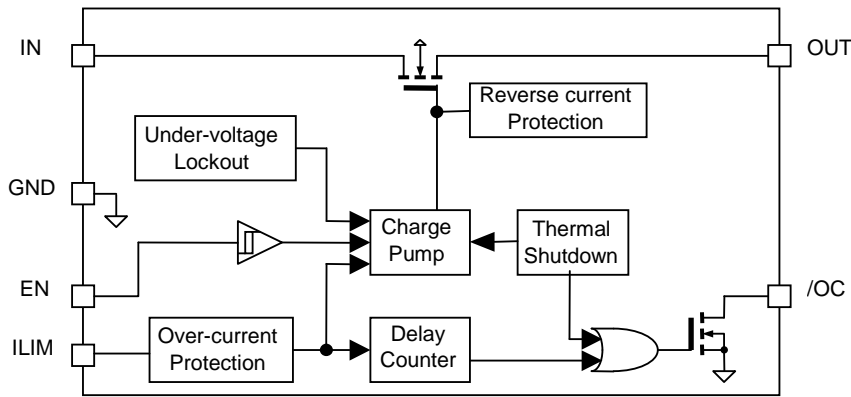 IN
OUT
Reverse current
Protection
Under-voltage
Lockout
GND
Charge
Pump
Thermal
Shutdown
EN
/OC
ILIM
Over-current
Protection
Delay
Counter